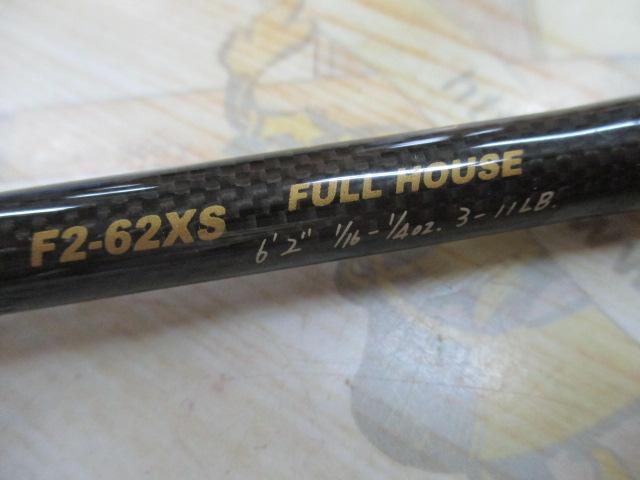 F2-62XS FULL HOUSE
6'2" 1/16-1/4oz. 3-11LB.